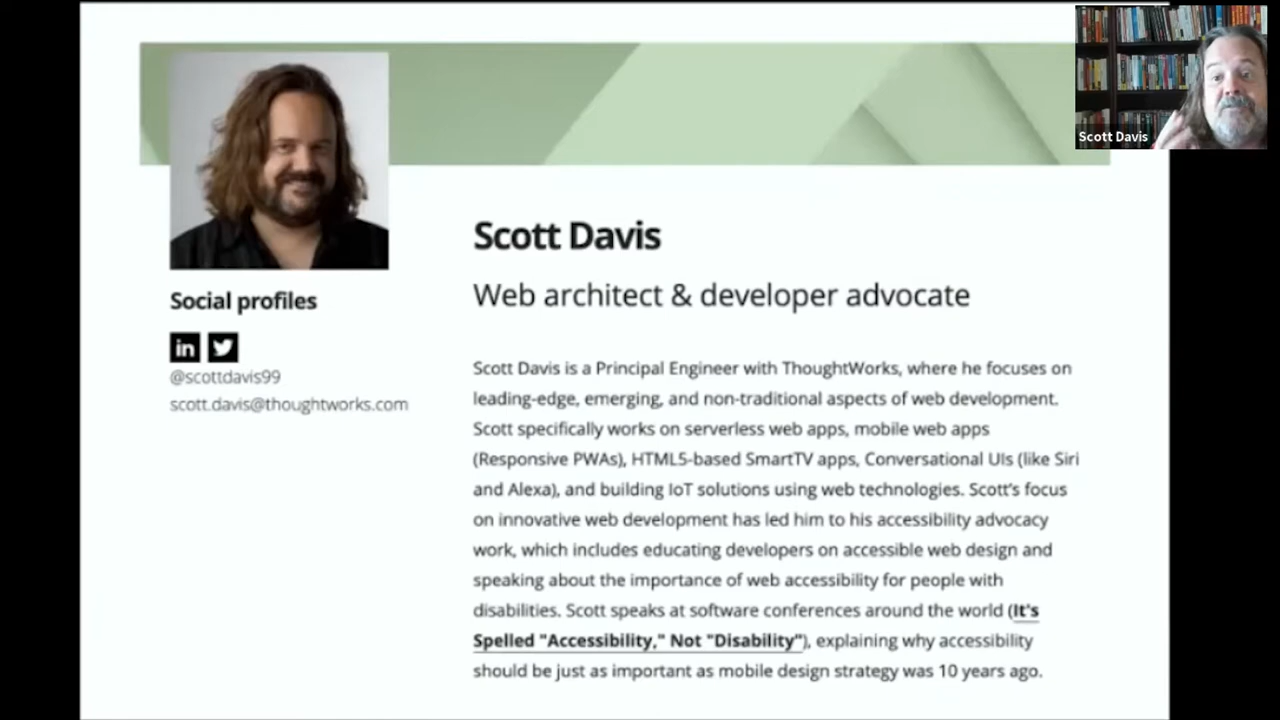 Scott Davis
Scott Davis
Web architect & developer advocate
Social profiles
in
@scottdavis99
scott.davis@thoughtworks.com
Scott Davis is a Principal Engineer with ThoughtWorks, where he focuses on
leading-edge, emerging, and non-traditional aspects of web development.
Scott specifically works on serverless web apps, mobile web apps
(Responsive PWAs), HTML5-based SmartTV apps, Conversational UIs (like Siri
and Alexa), and building IoT solutions using web technologies. Scott's focus
on innovative web development has led him to his accessibility advocacy
work, which includes educating developers on accessible web design and
speaking about the importance of web accessibility for people with
disabilities. Scott speaks at software conferences around the world (It's
Spelled "Accessibility," Not "Disability"), explaining why accessibility
should be just as important as mobile design strategy was 10 years ago.